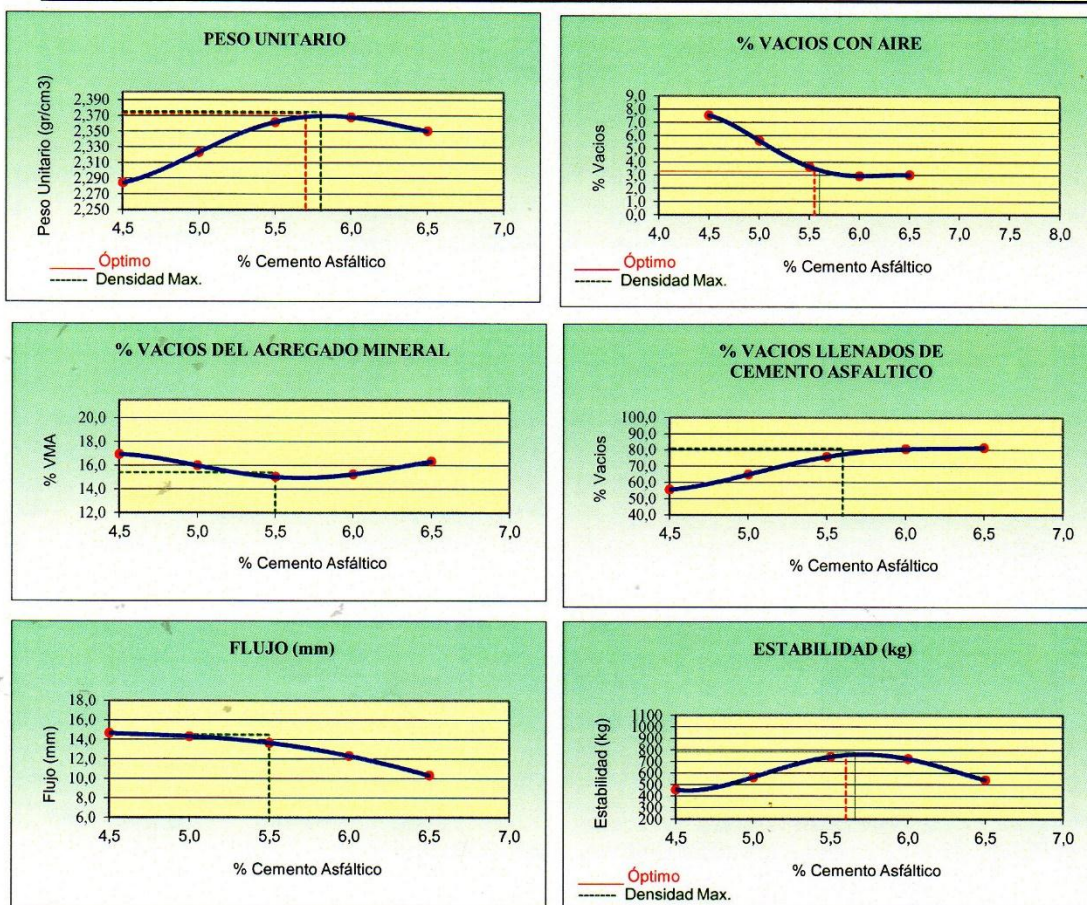 PESO UNITARIO
Peso Unitario (gr/cm3)
2,390
2,370
2,350
2,330
2,310
2,290
2,270
2,250
4,5 5,0 5,5 6,0 6,5 7,0
% Cemento Asfáltico
Óptimo
Densidad Max.
% VACIOS CON AIRE
% Vacios
9,0
8,0
7,0
6,0
5,0
4,0
3,0
2,0
1,0
0,0
4,0 4,5 5,0 5,5 6,0 6,5 7,0 7,5 8,0
% Cemento Asfáltico
Óptimo
Densidad Max.
% VACIOS DEL AGREGADO MINERAL
% VMA
20,0
18,0
16,0
14,0
12,0
4,5 5,0 5,5 6,0 6,5 7,0
% Cemento Asfáltico
% VACIOS LLENADOS DE
CEMENTO ASFALTICO
% Vacios
100,0
90,0
80,0
70,0
60,0
50,0
40,0
4,5 5,0 5,5 6,0 6,5 7,0
% Cemento Asfáltico
FLUJO (mm)
Flujo (mm)
18,0
16,0
14,0
12,0
10,0
8,0
6,0
4,5 5,0 5,5 6,0 6,5 7,0
% Cemento Asfáltico
ESTABILIDAD (kg)
Estabilidad (kg)
1100
1000
900
800
700
600
500
400
300
200
4,5 5,0 5,5 6,0 6,5 7,0
% Cemento Asfáltico
Óptimo
Densidad Max.